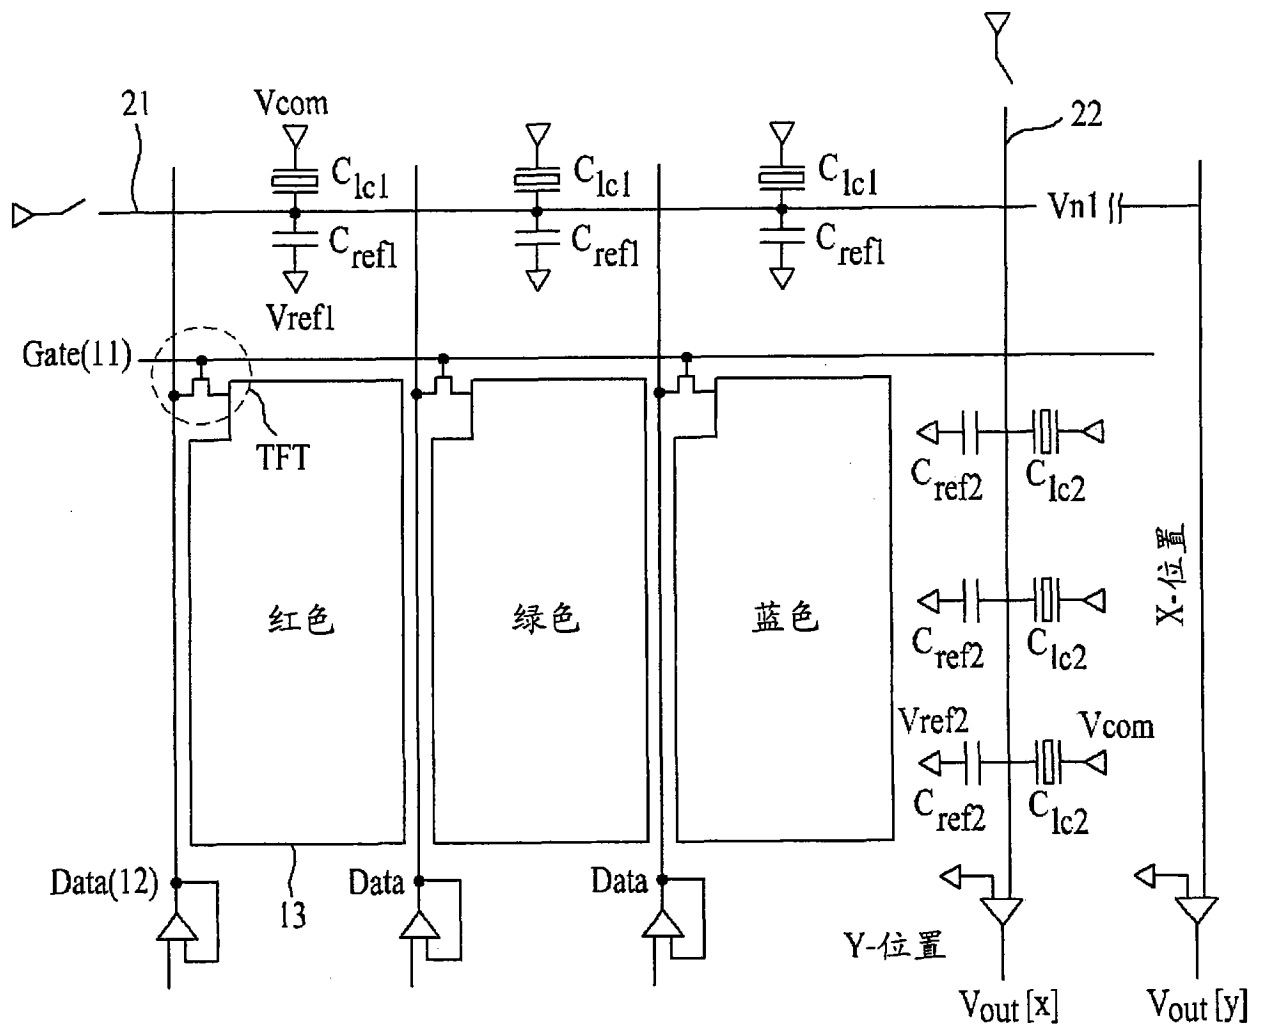 21
Vcom
22
Clc1
Clc1
Clc1
Vn1
Cref1
Cref1
Cref1
Vref1
Gate(11)
TFT
Cref2
Clc2
X-位置
红色
绿色
蓝色
Cref2
Clc2
Vref2
Vcom
Cref2
Clc2
Data(12)
Data
Data
13
Y-位置
Vout[x]
Vout[y]